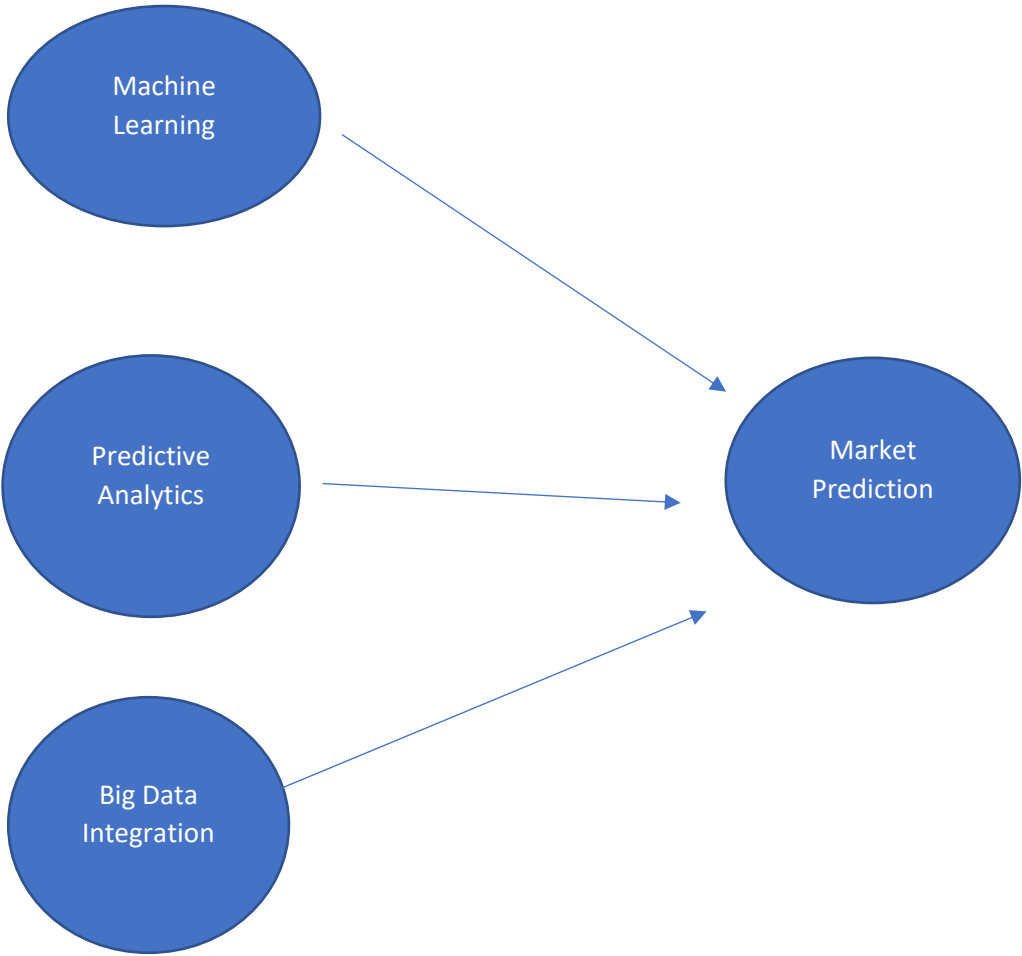 Machine
Learning
Predictive
Analytics
Market
Prediction
Big Data
Integration